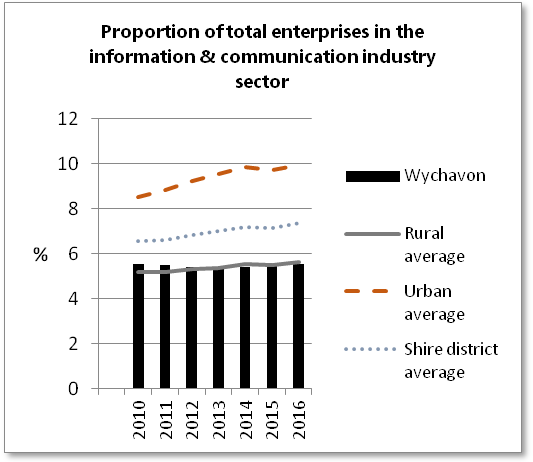 Proportion of total enterprises in the
information & communication industry
sector
12
10
8
6
4
2
0
%
2010
2011
2012
2013
2014
2015
2016
Wychavon
Rural
average
Urban
average
Shire district
average